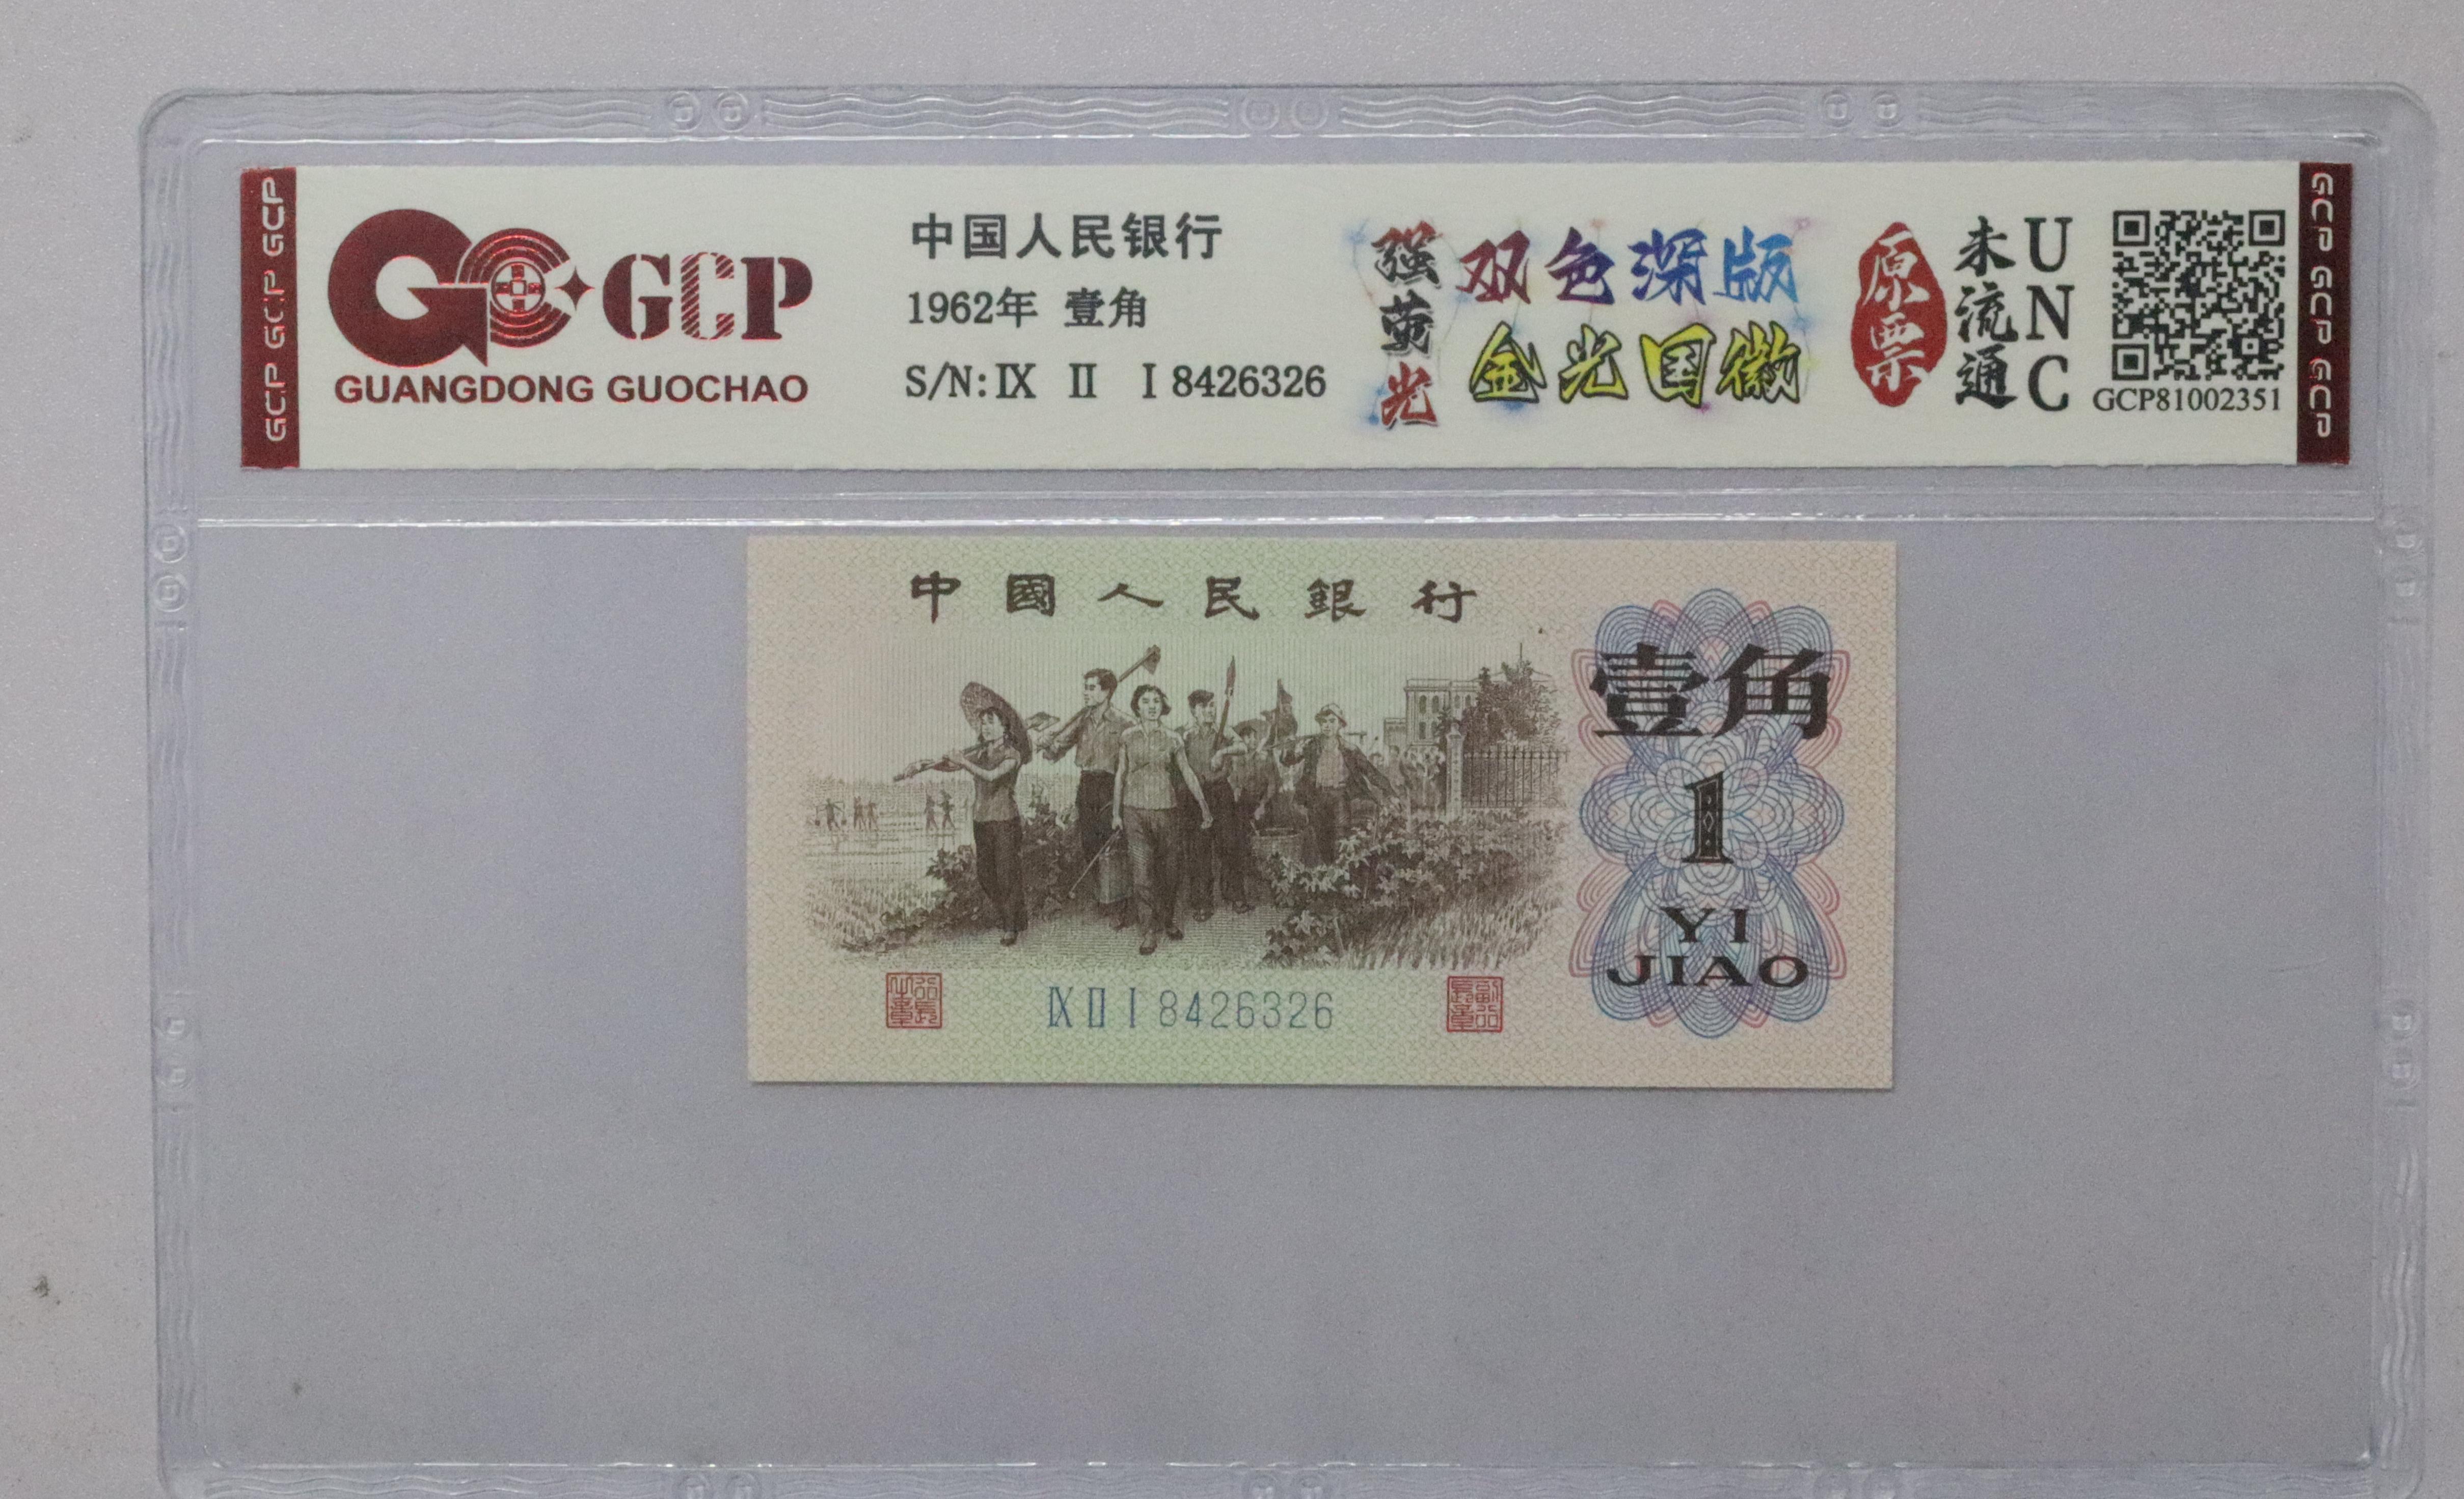 GCP GCP GCP
GCP
GUANGDONG GUOCHAO
中国人民银行
1962年 壹角
S/N: IX II I 8426326
强荧光
双色深版
金光国徽
原票
未流通
UNC
GCP81002351
GCP GCP GCP
中國人民銀行
壹角
1
YI
JIAO
IX II I 8426326